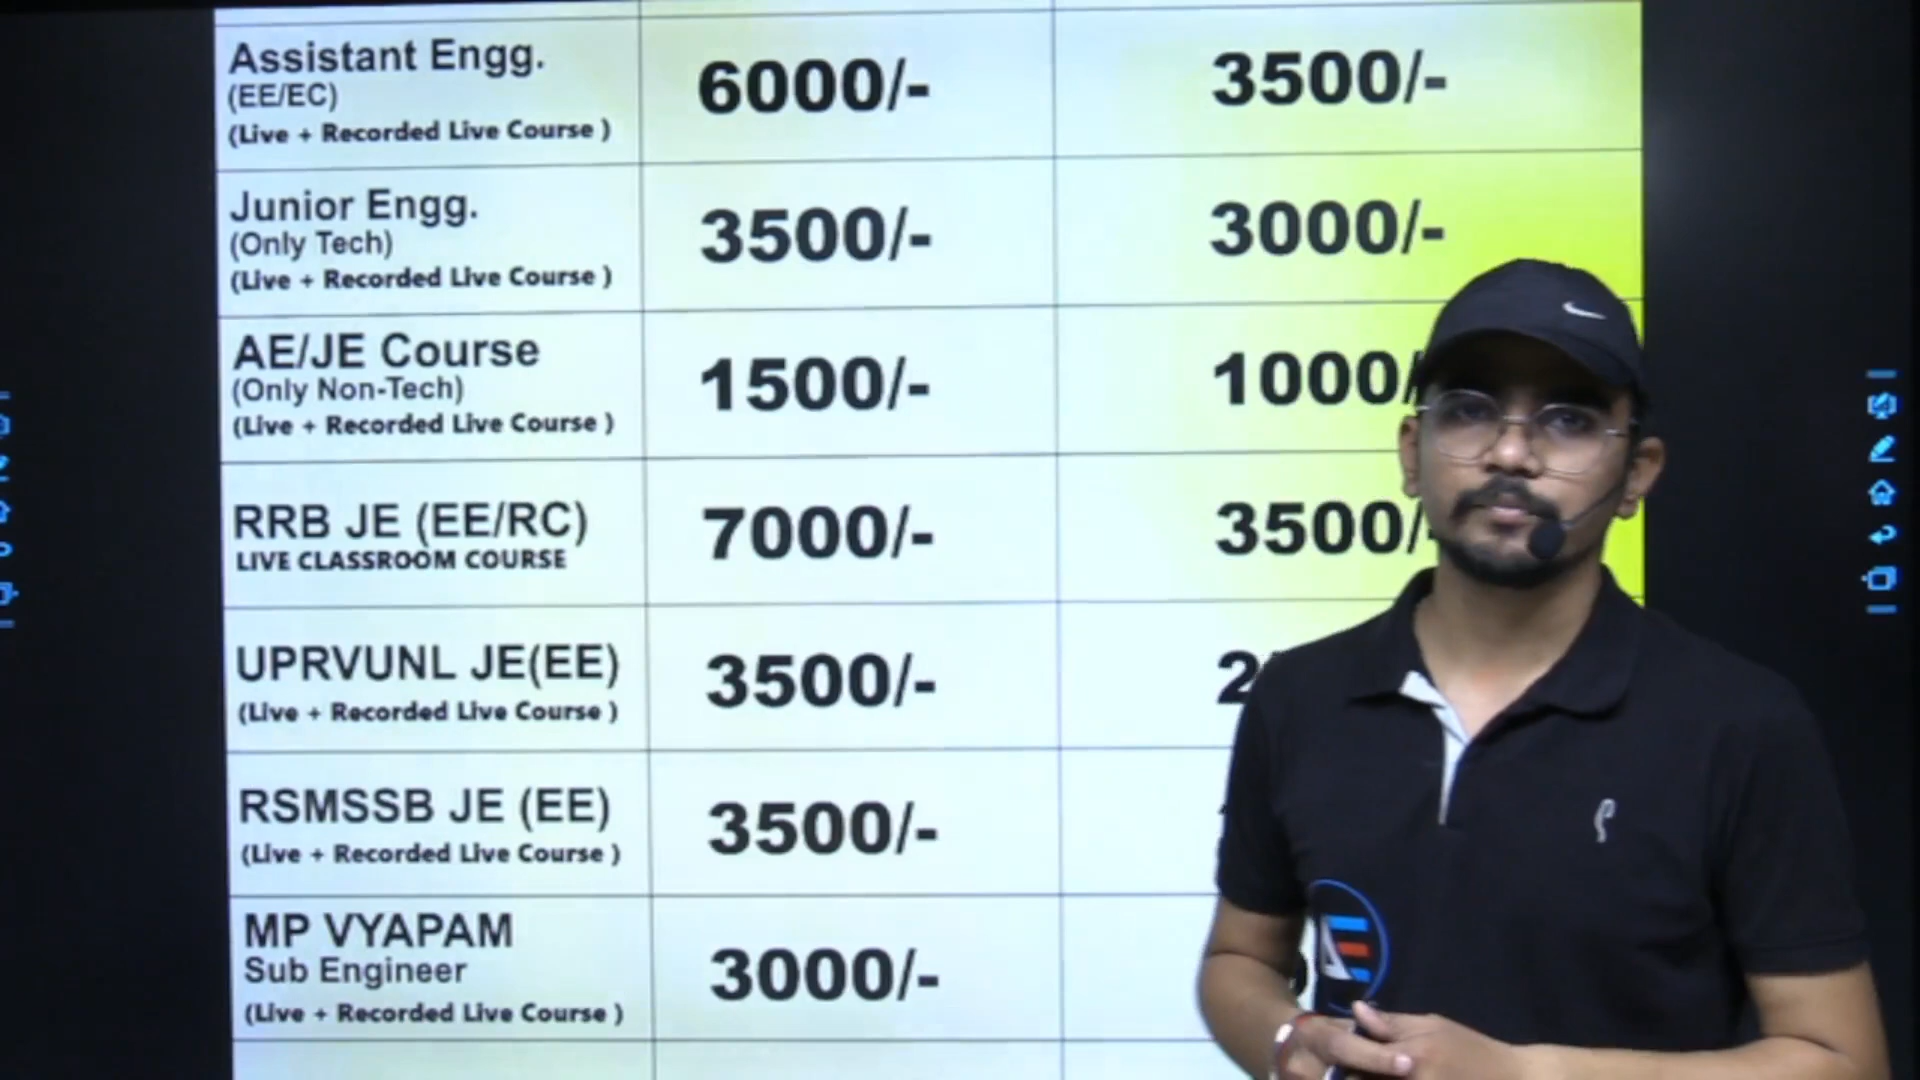 Assistant Engg.
(EE/EC)
(Live + Recorded Live Course )
6000/-
3500/-
Junior Engg.
(Only Tech)
(Live + Recorded Live Course )
3500/-
3000/-
AE/JE Course
(Only Non-Tech)
(Live + Recorded Live Course )
1500/-
1000/
RRB JE (EE/RC)
LIVE CLASSROOM COURSE
7000/-
3500/-
UPRVUNL JE(EE)
(Live + Recorded Live Course )
3500/-
RSMSSB JE (EE)
(Live + Recorded Live Course )
3500/-
MP VYAPAM
Sub Engineer
(Live + Recorded Live Course )
3000/-